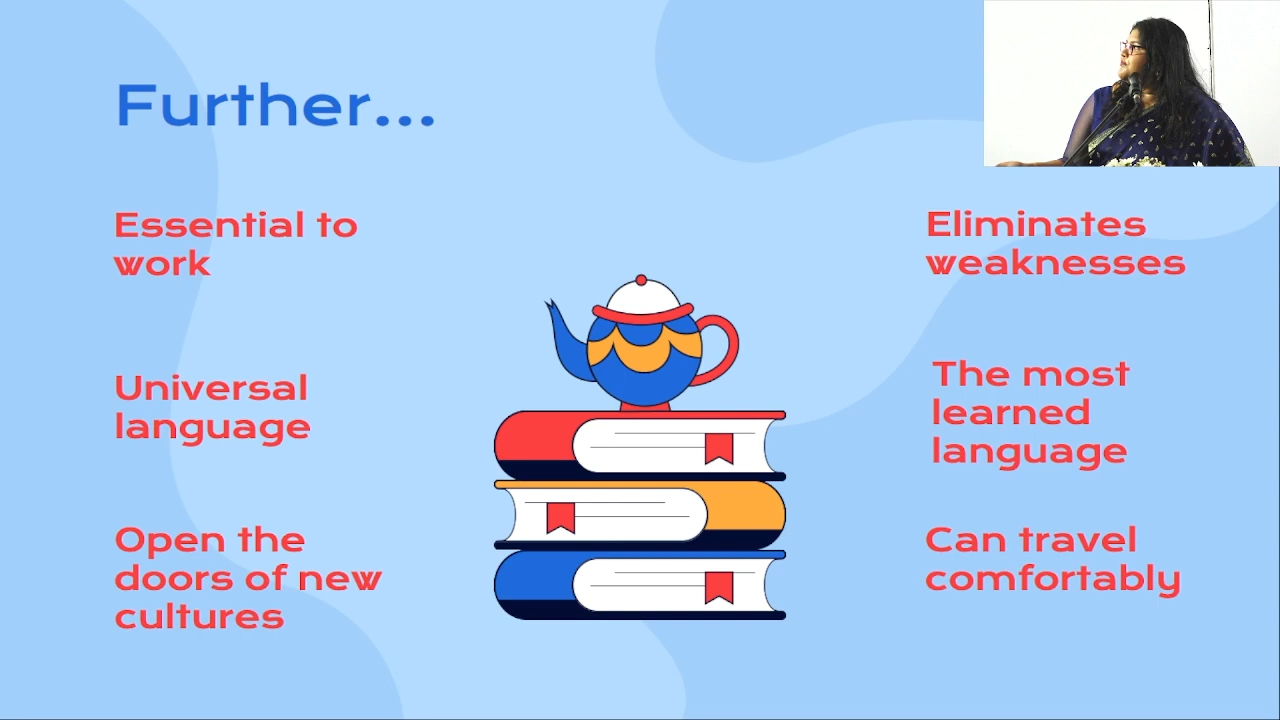 Further...
Essential to
work
Universal
language
Open the
doors of new
cultures
Eliminates
weaknesses
The most
learned
language
Can travel
comfortably